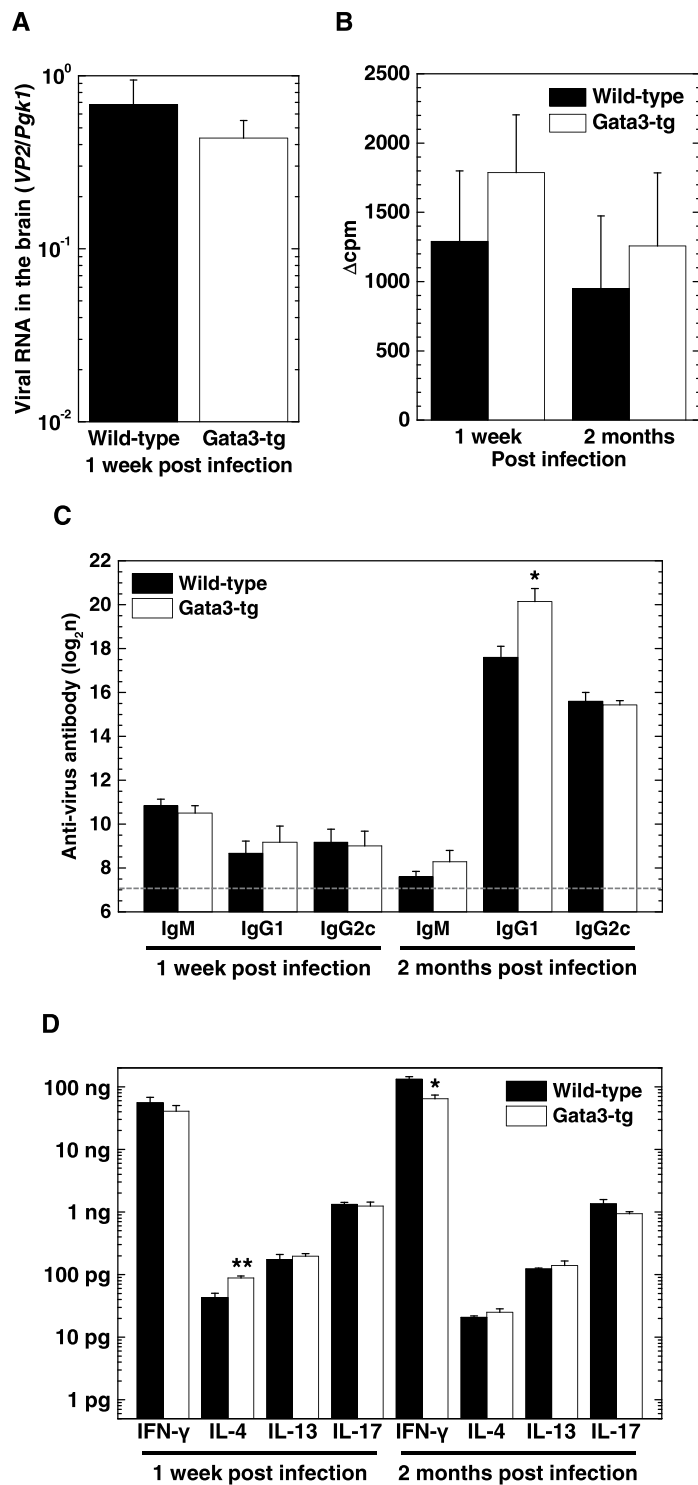 A
Viral RNA in the brain (VP2/Pgk1)
10⁰
10⁻¹
10⁻²
Wild-type Gata3-tg
1 week post infection
B
Δcpm
2500
2000
1500
1000
500
0
Wild-type
Gata3-tg
1 week 2 months
Post infection
C
Anti-virus antibody (log₂n)
22
20
18
16
14
12
10
8
6
Wild-type
Gata3-tg
*
IgM IgG1 IgG2c IgM IgG1 IgG2c
1 week post infection 2 months post infection
D
100 ng
10 ng
1 ng
100 pg
10 pg
1 pg
Wild-type
Gata3-tg
**
*
IFN-γ IL-4 IL-13 IL-17 IFN-γ IL-4 IL-13 IL-17
1 week post infection 2 months post infection